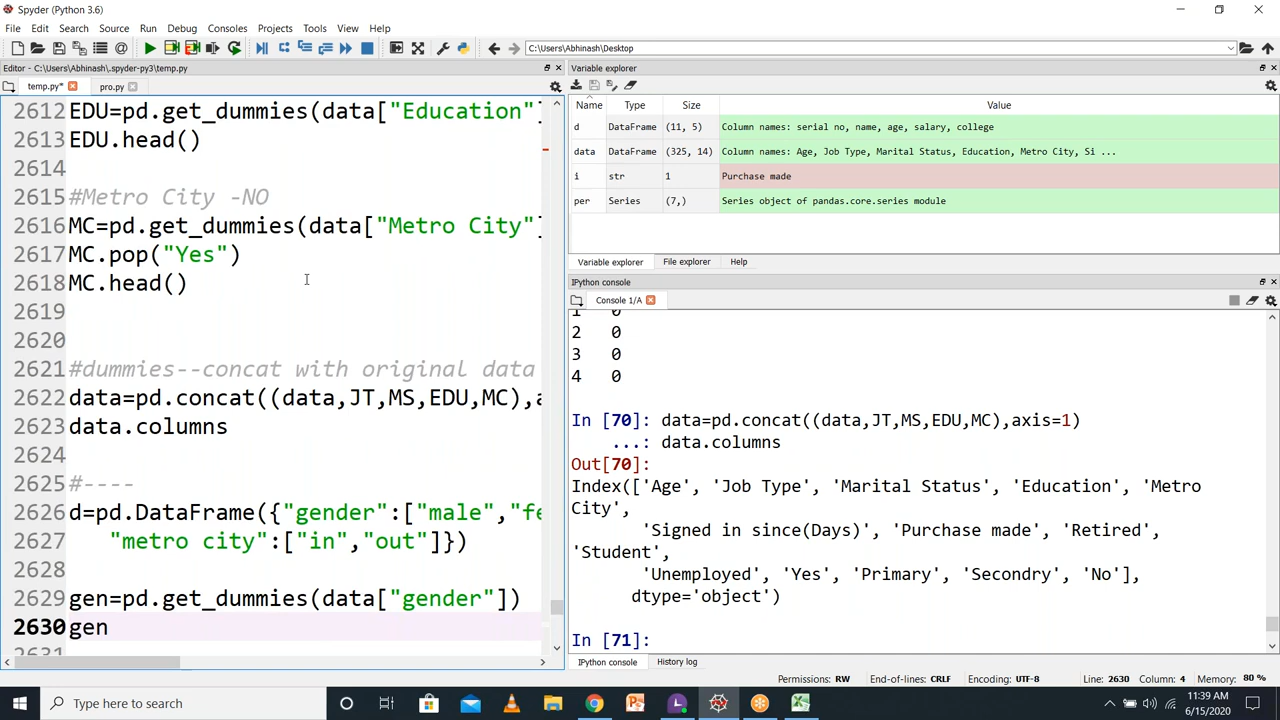 Spyder (Python 3.6)
File Edit Search Source Run Debug Consoles Projects Tools View Help
C:\Users\Abhinash\Desktop
Editor - C:\Users\Abhinash\.spyder-py3\temp.py
temp.py* pro.py
2612 EDU=pd.get_dummies(data["Education"]
2613 EDU.head()
2614
2615 #Metro City -NO
2616 MC=pd.get_dummies(data["Metro City"]
2617 MC.pop("Yes")
2618 MC.head()
2619
2620
2621 #dummies--concat with original data
2622 data=pd.concat((data,JT,MS,EDU,MC),a
2623 data.columns
2624
2625 #----
2626 d=pd.DataFrame({"gender":["male","fe
2627 "metro city":["in","out"]})
2628
2629 gen=pd.get_dummies(data["gender"])
2630 gen
2631
Variable explorer
Name Type Size Value
d DataFrame (11, 5) Column names: serial no, name, age, salary, college
data DataFrame (325, 14) Column names: Age, Job Type, Marital Status, Education, Metro City, Si ...
i str 1 Purchase made
per Series (7,) Series object of pandas.core.series module
Variable explorer File explorer Help
IPython console
Console 1/A
1 0
2 0
3 0
4 0
In [70]: data=pd.concat((data,JT,MS,EDU,MC),axis=1)
...: data.columns
Out[70]:
Index(['Age', 'Job Type', 'Marital Status', 'Education', 'Metro
City',
'Signed in since(Days)', 'Purchase made', 'Retired',
'Student',
'Unemployed', 'Yes', 'Primary', 'Secondry', 'No'],
dtype='object')
In [71]:
IPython console History log
Permissions: RW End-of-lines: CRLF Encoding: UTF-8 Line: 2630 Column: 4 Memory: 80 %
Type here to search
11:39 AM
6/15/2020